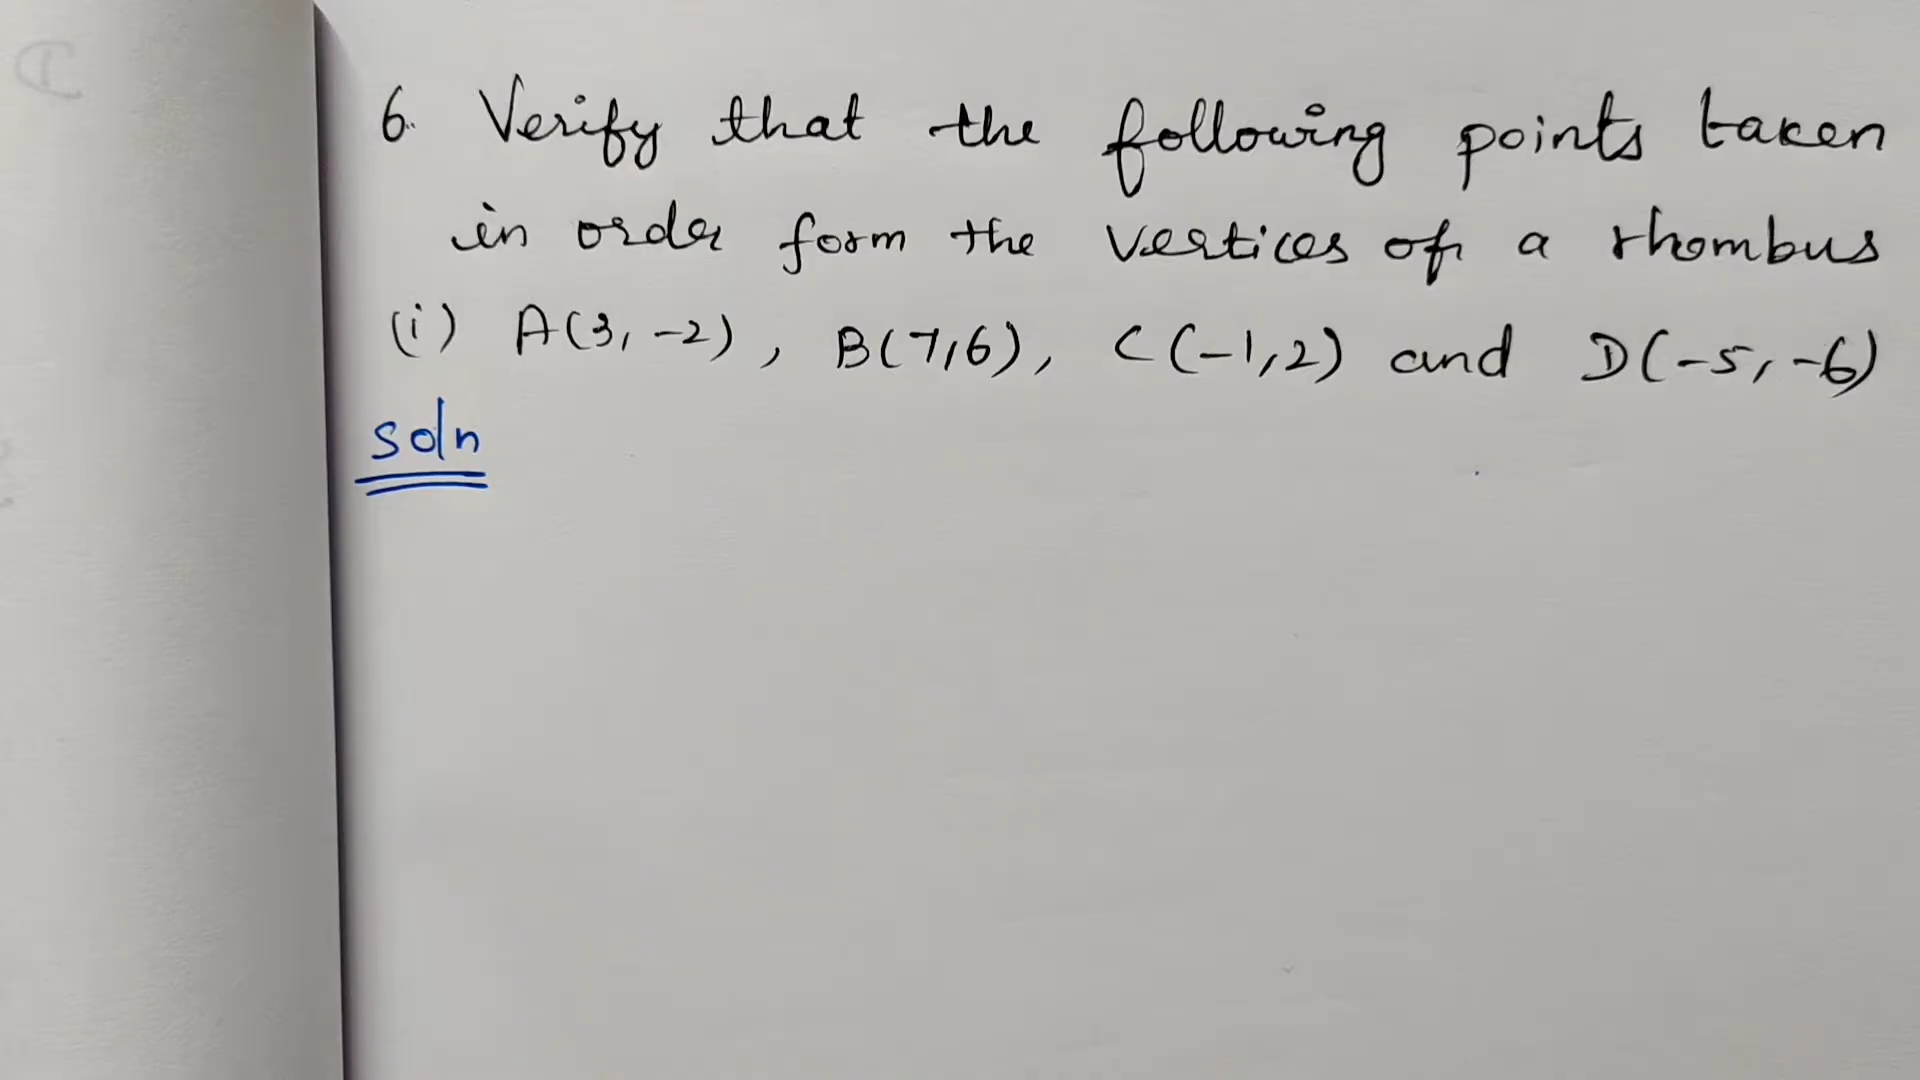 6. Verify that the following points taken
in order form the vertices of a rhombus
(i) A(3, -2), B(7,6), C(-1,2) and D(-5, -6)
soln